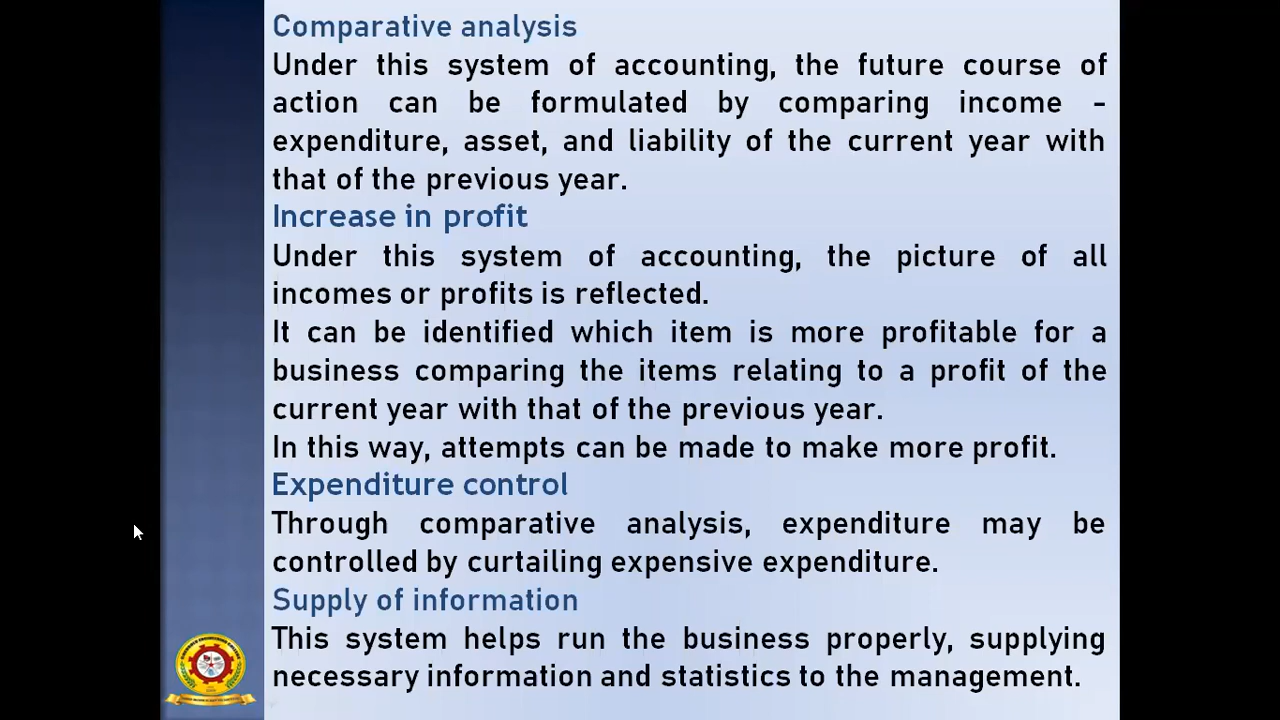 Comparative analysis
Under this system of accounting, the future course of
action can be formulated by comparing income -
expenditure, asset, and liability of the current year with
that of the previous year.
Increase in profit
Under this system of accounting, the picture of all
incomes or profits is reflected.
It can be identified which item is more profitable for a
business comparing the items relating to a profit of the
current year with that of the previous year.
In this way, attempts can be made to make more profit.
Expenditure control
Through comparative analysis, expenditure may be
controlled by curtailing expensive expenditure.
Supply of information
This system helps run the business properly, supplying
necessary information and statistics to the management.